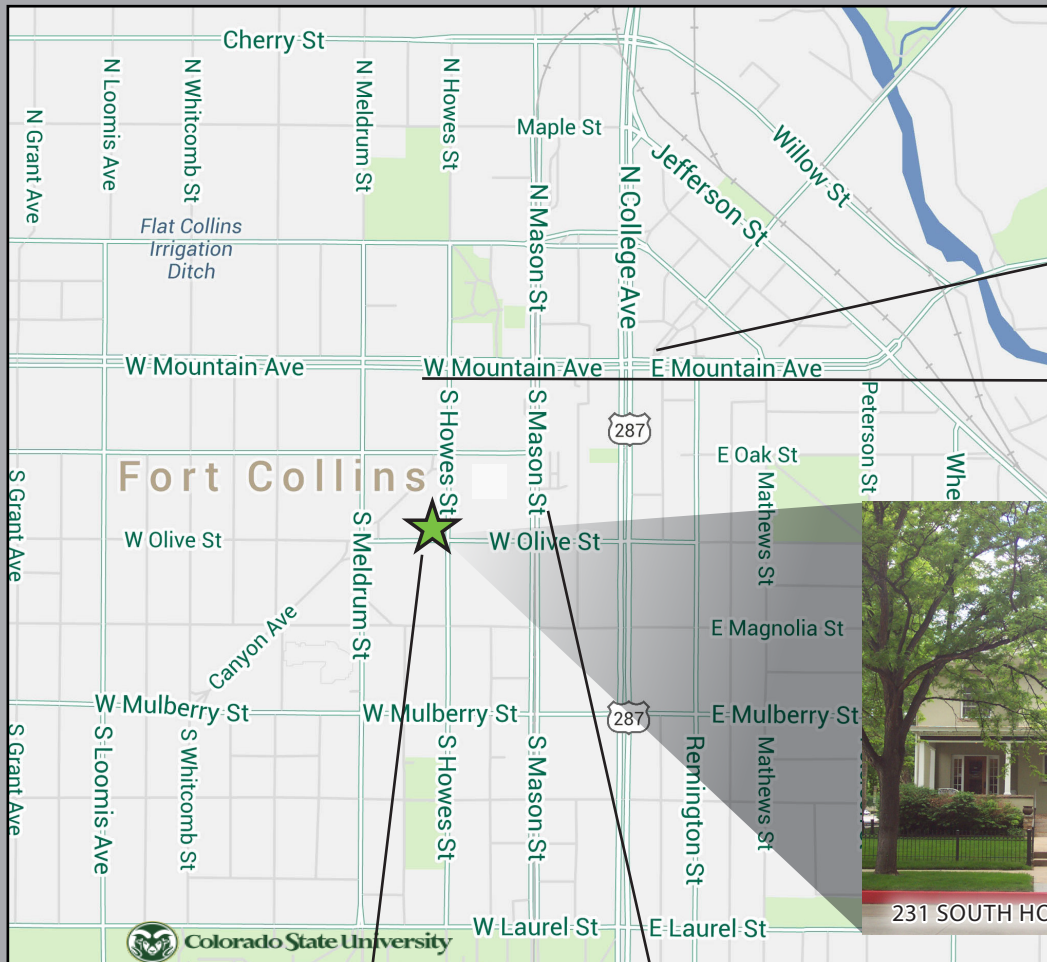 Cherry St
N Grant Ave
N Loomis Ave
N Whitcomb St
N Meldrum St
N Howes St
Maple St
N Mason St
N College Ave
Jefferson St
Willow St
Flat Collins
Irrigation
Ditch
W Mountain Ave
W Mountain Ave
E Mountain Ave
S Howes St
S Mason St
287
Peterson St
E Oak St
Whe
Fort Collins
S Grant Ave
Mathews St
W Olive St
S Meldrum St
W Olive St
E Magnolia St
Canyon Ave
W Mulberry St
W Mulberry St
287
E Mulberry St
S Grant Ave
S Loomis Ave
S Whitcomb St
S Howes St
S Mason St
Remington St
Mathews St
231 SOUTH HO
W Laurel St
E Laurel St
Colorado State University